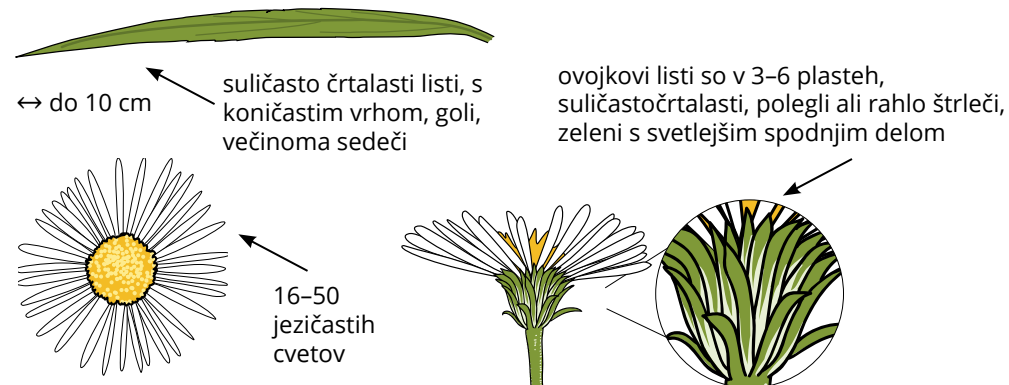 suličasto črtalasti listi, s
koničastim vrhom, goli,
večinoma sedeči
↔ do 10 cm
ovojkovi listi so v 3–6 plasteh,
suličastočrtalasti, polegli ali rahlo štrleči,
zeleni s svetlejšim spodnjim delom
16–50
jezičastih
cvetov